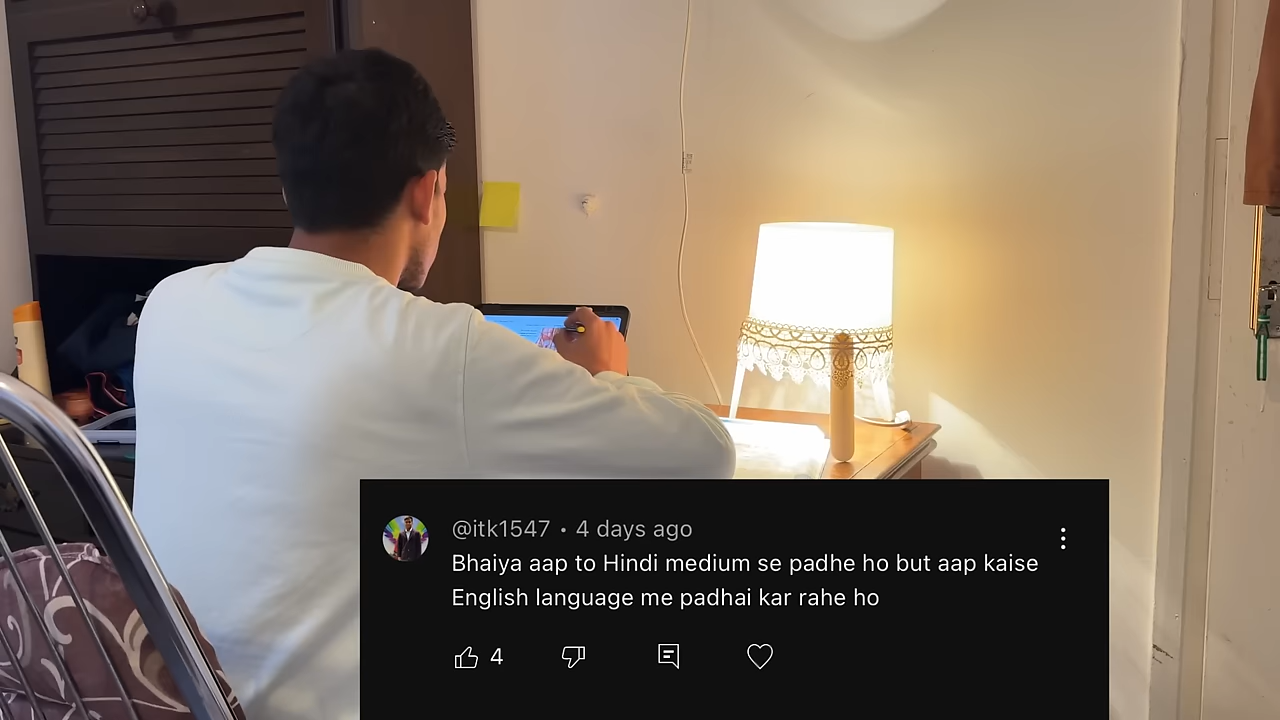 @itk1547 • 4 days ago
Bhaiya aap to Hindi medium se padhe ho but aap kaise
English language me padhai kar rahe ho
4